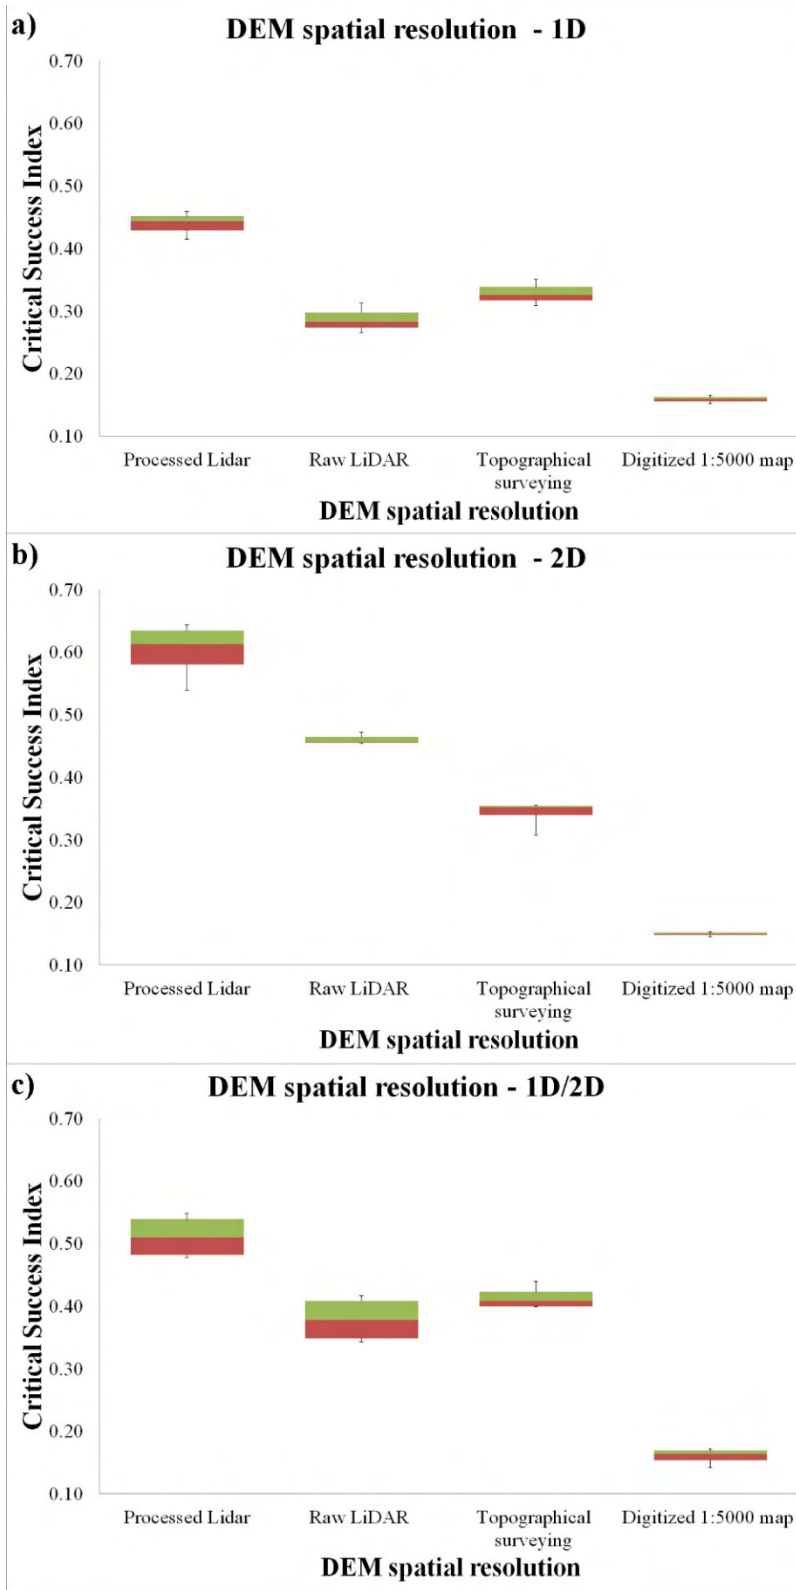 a)
DEM spatial resolution - 1D
Critical Success Index
0.70
0.60
0.50
0.40
0.30
0.20
0.10
Processed Lidar
Raw LiDAR
Topographical
surveying
Digitized 1:5000 map
DEM spatial resolution
b)
DEM spatial resolution - 2D
Critical Success Index
0.70
0.60
0.50
0.40
0.30
0.20
0.10
Processed Lidar
Raw LiDAR
Topographical
surveying
Digitized 1:5000 map
DEM spatial resolution
c)
DEM spatial resolution - 1D/2D
Critical Success Index
0.70
0.60
0.50
0.40
0.30
0.20
0.10
Processed Lidar
Raw LiDAR
Topographical
surveying
Digitized 1:5000 map
DEM spatial resolution